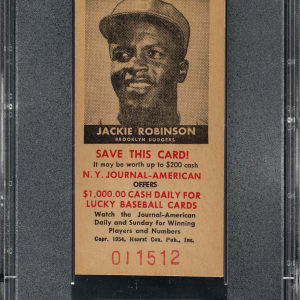 JACKIE ROBINSON
BROOKLYN DODGERS
SAVE THIS CARD!
It may be worth up to $200 cash
N.Y. JOURNAL-AMERICAN
OFFERS
$1,000.00 CASH DAILY FOR
LUCKY BASEBALL CARDS
Watch the Journal-American
Daily and Sunday for Winning
Players and Numbers
Copr. 1954, Hearst Con. Pub., Inc.
011512